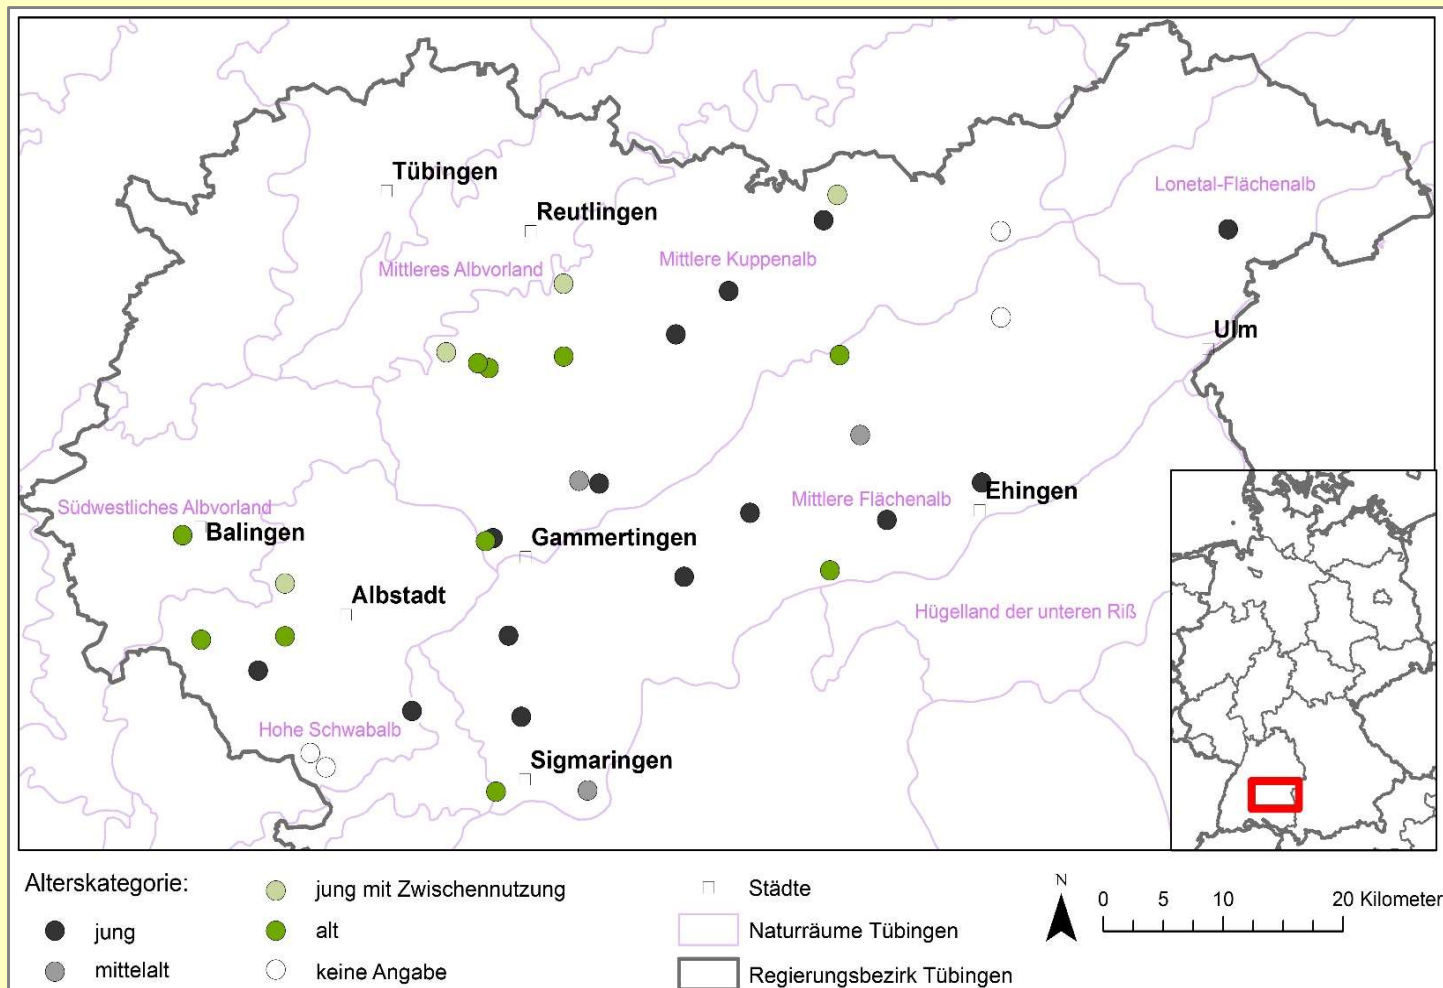 Tübingen
Lonetal-Flächenalb
Reutlingen
Mittleres Albvorland
Mittlere Kuppenalb
Ulm
Südwestliches Albvorland
Balingen
Mittlere Flächenalb
Ehingen
Gammertingen
Albstadt
Hügelland der unteren Riß
Hohe Schwabalb
Sigmaringen
Alterskategorie:
jung
mittelalt
jung mit Zwischennutzung
alt
keine Angabe
Städte
Naturräume Tübingen
Regierungsbezirk Tübingen
N
0 5 10 20 Kilometer